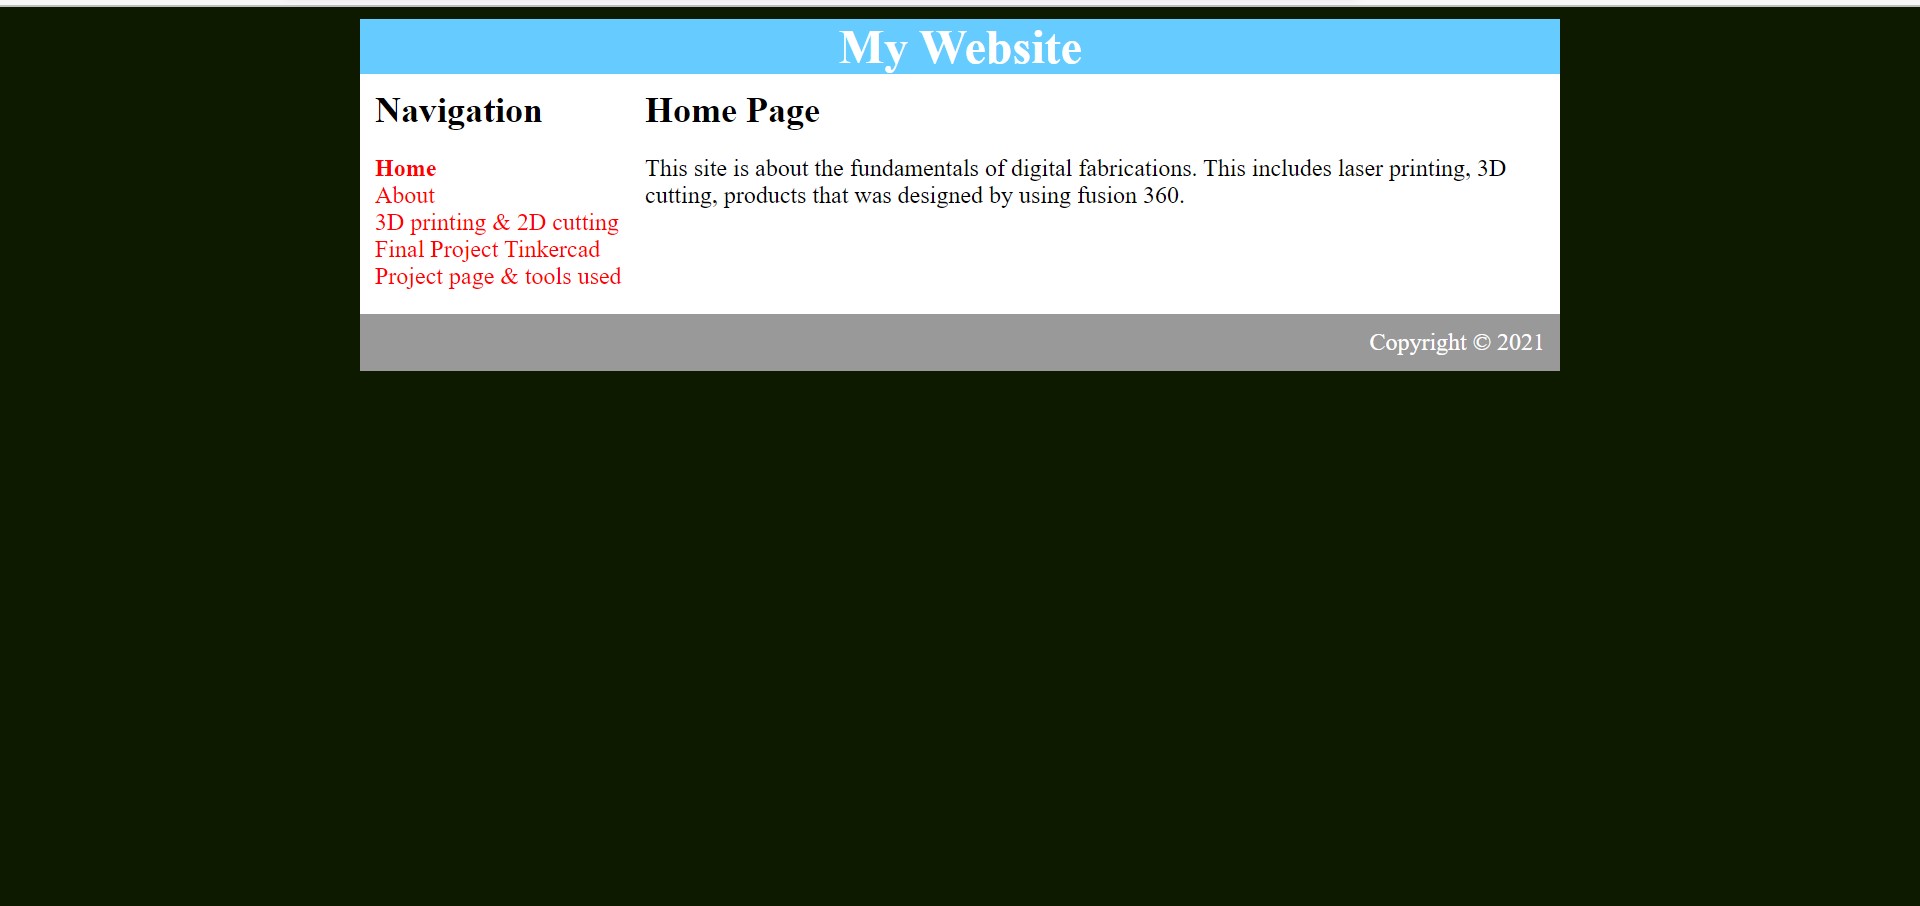 My Website
Navigation
Home
About
3D printing & 2D cutting
Final Project Tinkercad
Project page & tools used
Home Page
This site is about the fundamentals of digital fabrications. This includes laser printing, 3D
cutting, products that was designed by using fusion 360.
Copyright © 2021